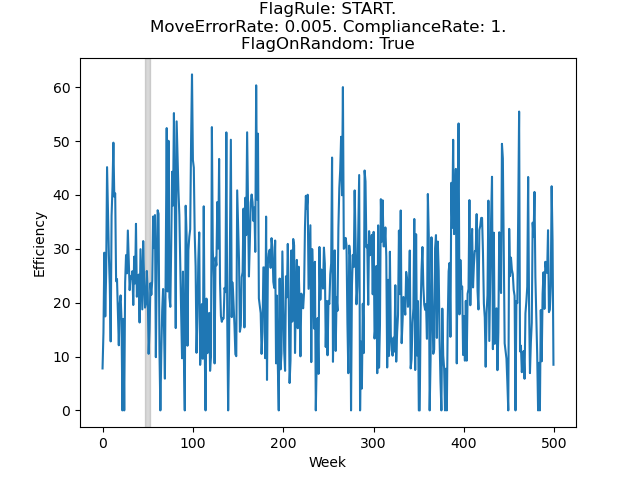 FlagRule: START.
MoveErrorRate: 0.005. ComplianceRate: 1.
FlagOnRandom: True
60
50
40
30
20
10
0
Efficiency
0 100 200 300 400 500
Week